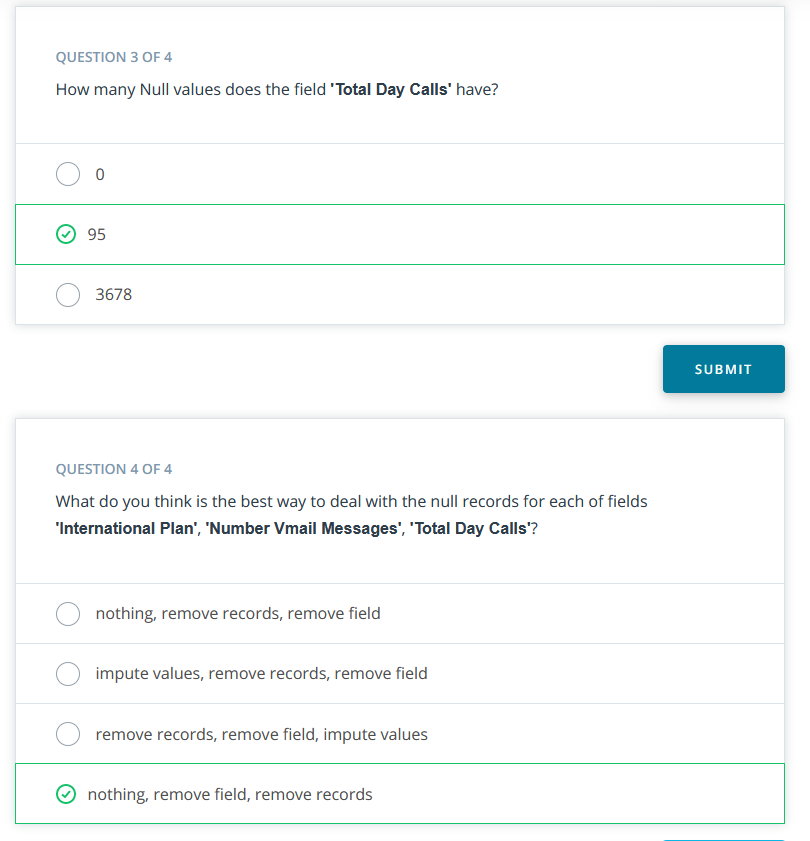 QUESTION 3 OF 4
How many Null values does the field 'Total Day Calls' have?
0
95
3678
SUBMIT
QUESTION 4 OF 4
What do you think is the best way to deal with the null records for each of fields
'International Plan', 'Number Vmail Messages', 'Total Day Calls'?
nothing, remove records, remove field
impute values, remove records, remove field
remove records, remove field, impute values
nothing, remove field, remove records